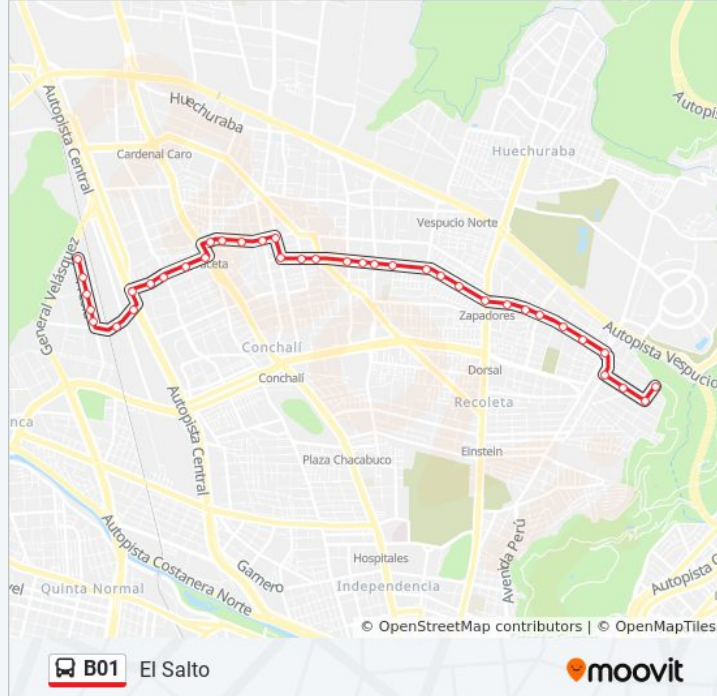 Autopista Central
Huechuraba
Autopi
Cardenal Caro
Huechuraba
Vespucio Norte
General Velásquez
Zapadores
Autopista Vespucio
Conchalí
Conchalí
Dorsal
Recoleta
Autopista Central
Einstein
Plaza Chacabuco
Autopista Costanera Norte
Gamero
Hospitales
Avenida Perú
Quinta Normal
Independencia
Autopista C
© OpenStreetMap contributors | © OpenMapTiles
B01 El Salto
moovit